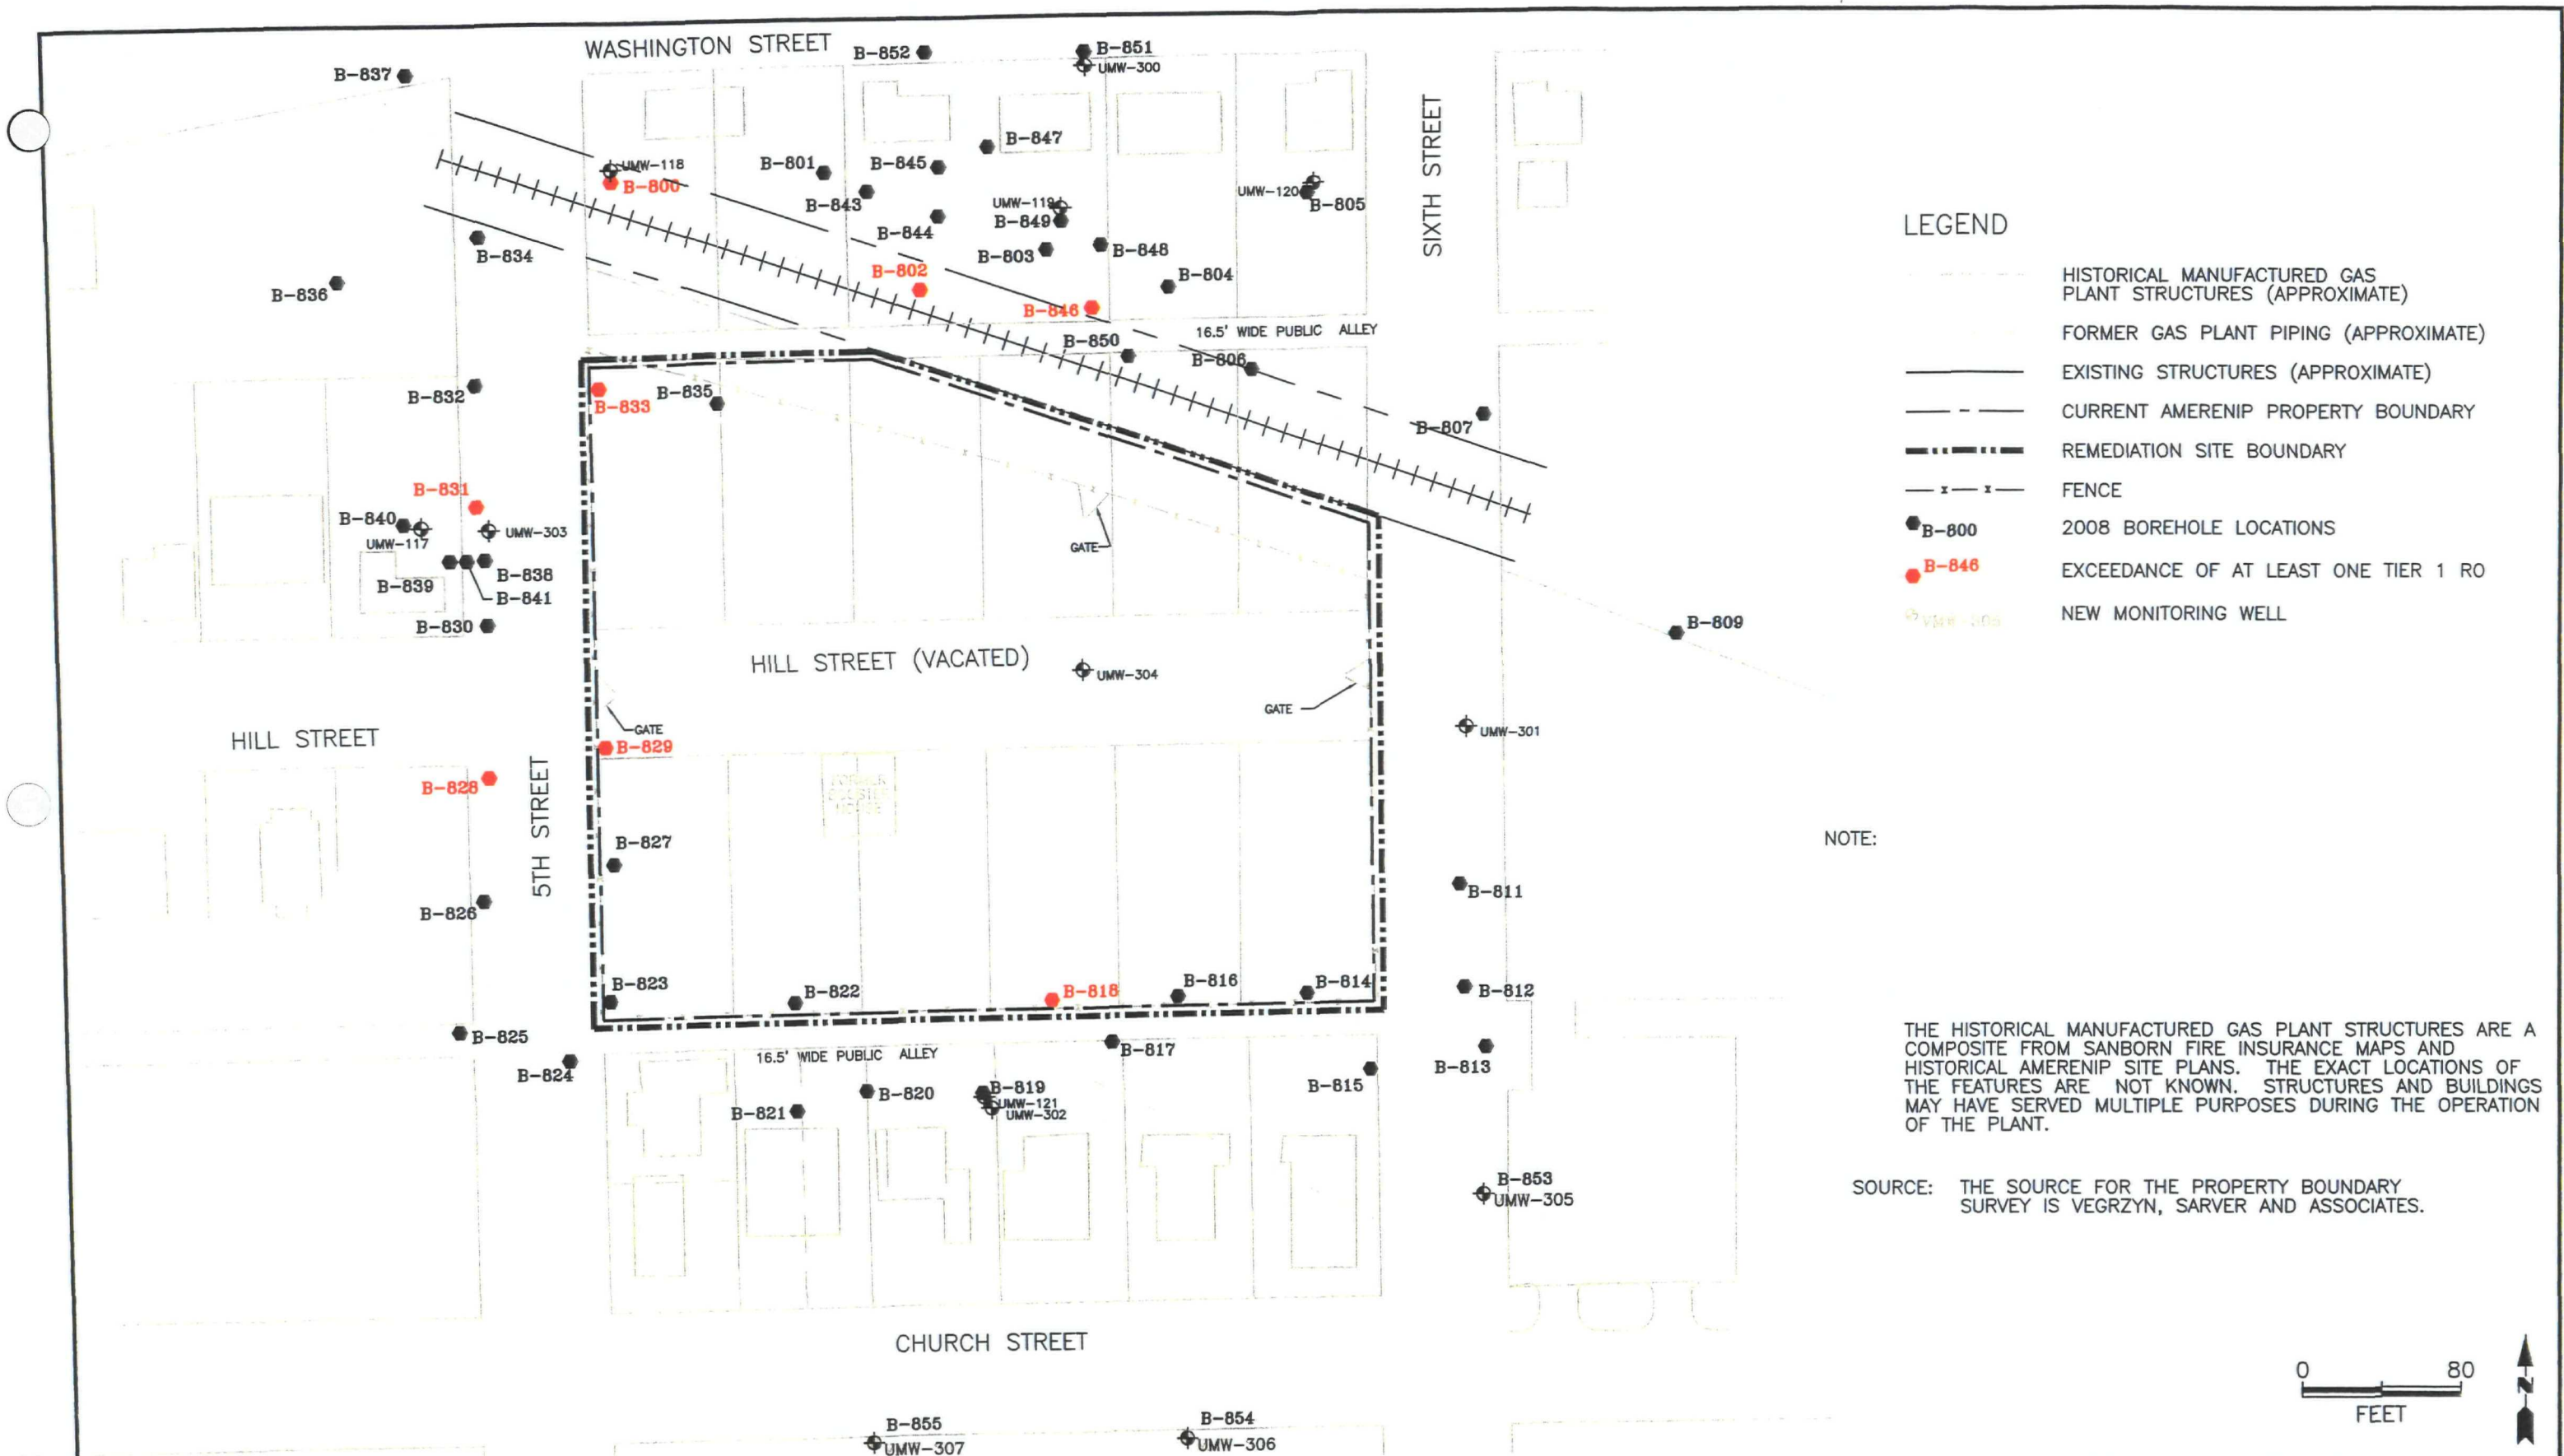 WASHINGTON STREET
B-852
B-851
UMW-300
B-837
B-847
UMW-118
B-800
B-801
B-845
B-843
B-844
UMW-119
B-849
B-803
B-848
UMW-120
B-805
SIXTH STREET
B-834
B-836
B-802
B-804
B-846
16.5' WIDE PUBLIC ALLEY
B-850
B-806
B-807
B-832
B-833
B-835
B-831
B-840
UMW-117
UMW-303
B-838
B-839
B-841
B-830
GATE
B-809
HILL STREET (VACATED)
UMW-304
GATE
UMW-301
HILL STREET
GATE
B-829
B-828
5TH STREET
B-827
B-826
B-811
B-823
B-822
B-818
B-816
B-814
B-812
B-825
B-824
16.5' WIDE PUBLIC ALLEY
B-817
B-813
B-815
B-821
B-820
B-819
UMW-121
UMW-302
B-853
UMW-305
CHURCH STREET
B-855
UMW-307
B-854
UMW-306
LEGEND
HISTORICAL MANUFACTURED GAS
PLANT STRUCTURES (APPROXIMATE)
FORMER GAS PLANT PIPING (APPROXIMATE)
EXISTING STRUCTURES (APPROXIMATE)
CURRENT AMERENIP PROPERTY BOUNDARY
REMEDIATION SITE BOUNDARY
x x FENCE
B-800 2008 BOREHOLE LOCATIONS
B-846 EXCEEDANCE OF AT LEAST ONE TIER 1 RO
NEW MONITORING WELL
NOTE:
THE HISTORICAL MANUFACTURED GAS PLANT STRUCTURES ARE A
COMPOSITE FROM SANBORN FIRE INSURANCE MAPS AND
HISTORICAL AMERENIP SITE PLANS. THE EXACT LOCATIONS OF
THE FEATURES ARE NOT KNOWN. STRUCTURES AND BUILDINGS
MAY HAVE SERVED MULTIPLE PURPOSES DURING THE OPERATION
OF THE PLANT.
SOURCE: THE SOURCE FOR THE PROPERTY BOUNDARY
SURVEY IS VEGRZYN, SARVER AND ASSOCIATES.
0 80
FEET
N